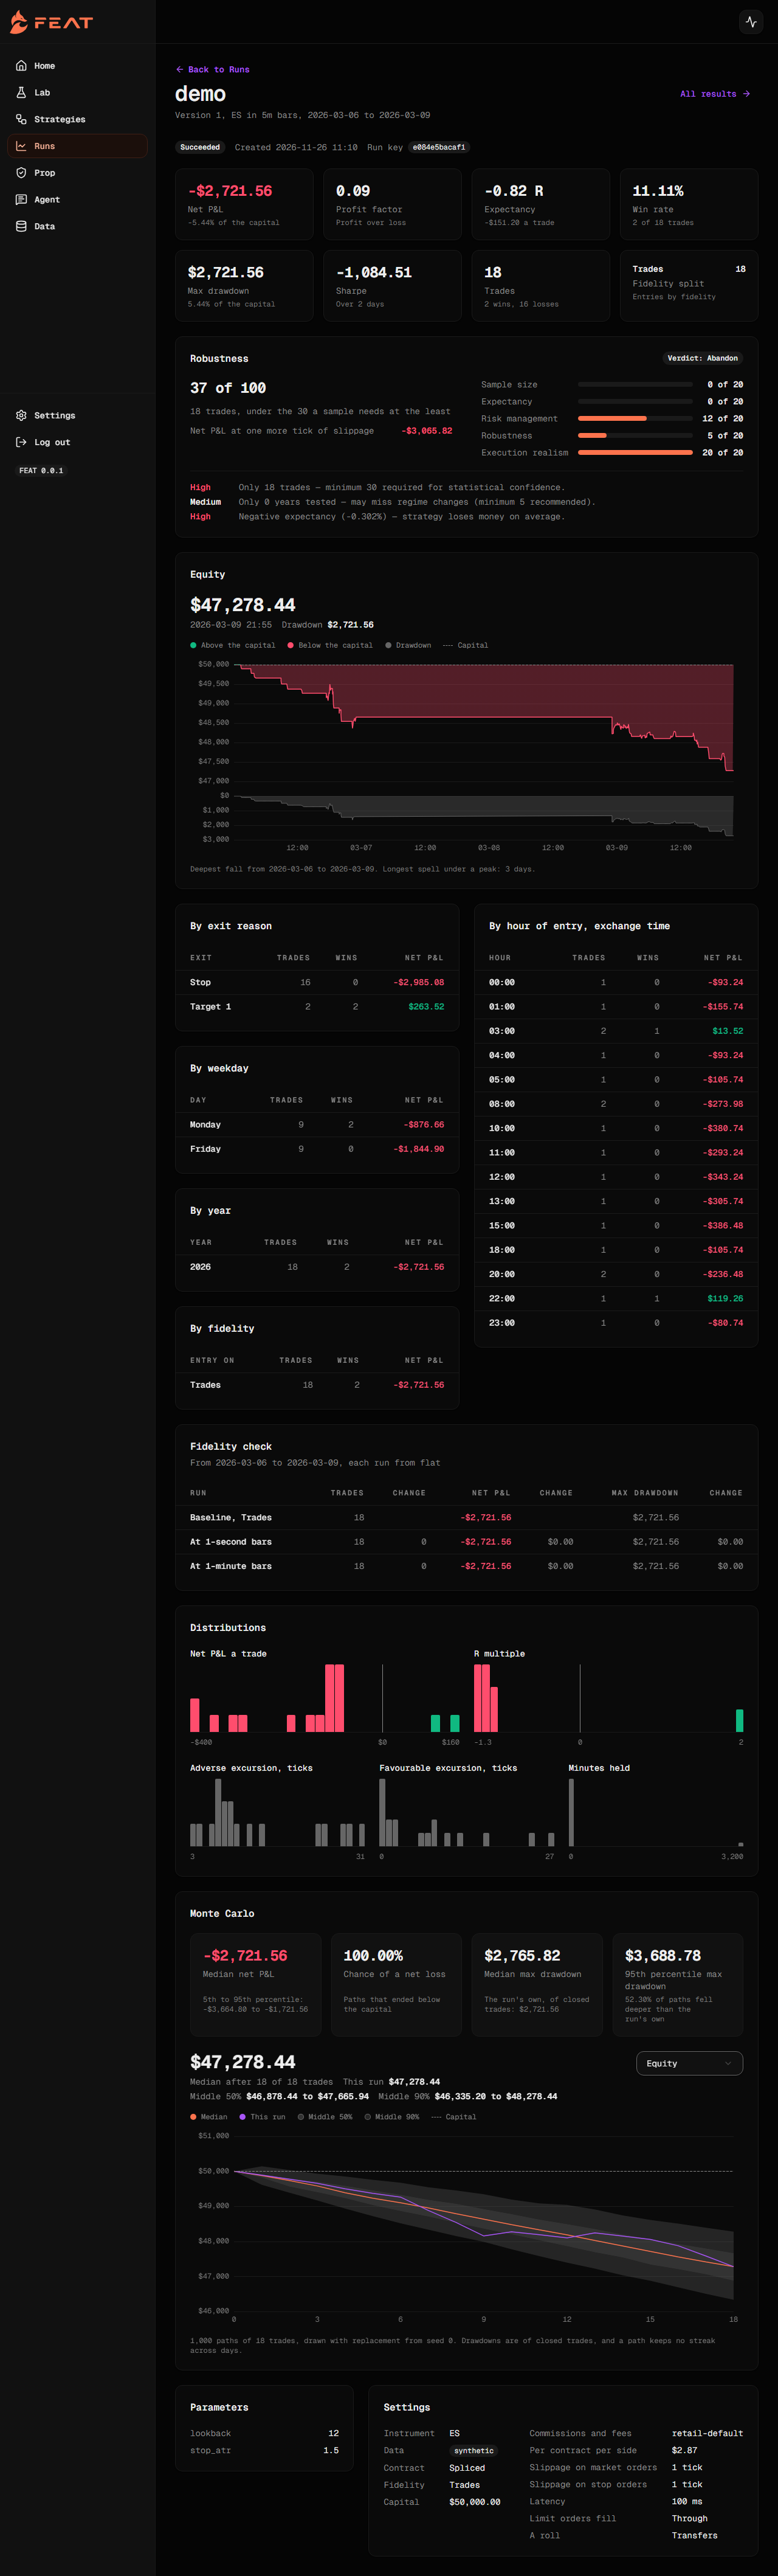 FEAT
Home
Lab
Strategies
Runs
Prop
Agent
Data
Settings
Log out
FEAT 0.0.1
← Back to Runs
demo
All results →
Version 1, ES in 5m bars, 2026-03-06 to 2026-03-09
Succeeded Created 2026-11-26 11:10 Run key e084e5bacaf1
-$2,721.56
Net P&L
-5.44% of the capital
0.09
Profit factor
Profit over loss
-0.82 R
Expectancy
-$151.20 a trade
11.11%
Win rate
2 of 18 trades
$2,721.56
Max drawdown
5.44% of the capital
-1,084.51
Sharpe
Over 2 days
18
Trades
2 wins, 16 losses
Trades 18
Fidelity split
Entries by fidelity
Robustness
Verdict: Abandon
37 of 100
18 trades, under the 30 a sample needs at the least
Net P&L at one more tick of slippage -$3,065.82
Sample size 0 of 20
Expectancy 0 of 20
Risk management 12 of 20
Robustness 5 of 20
Execution realism 20 of 20
High Only 18 trades — minimum 30 required for statistical confidence.
Medium Only 0 years tested — may miss regime changes (minimum 5 recommended).
High Negative expectancy (-0.302%) — strategy loses money on average.
Equity
$47,278.44
2026-03-09 21:55 Drawdown $2,721.56
Above the capital Below the capital Drawdown Capital
$50,000
$49,500
$49,000
$48,500
$48,000
$47,500
$47,000
$0
$1,000
$2,000
$3,000
12:00 03-07 12:00 03-08 12:00 03-09 12:00
Deepest fall from 2026-03-06 to 2026-03-09. Longest spell under a peak: 3 days.
By exit reason
EXIT TRADES WINS NET P&L
Stop 16 0 -$2,985.08
Target 1 2 2 $263.52
By weekday
DAY TRADES WINS NET P&L
Monday 9 2 -$876.66
Friday 9 0 -$1,844.90
By year
YEAR TRADES WINS NET P&L
2026 18 2 -$2,721.56
By fidelity
ENTRY ON TRADES WINS NET P&L
Trades 18 2 -$2,721.56
By hour of entry, exchange time
HOUR TRADES WINS NET P&L
00:00 1 0 -$93.24
01:00 1 0 -$155.74
03:00 2 1 $13.52
04:00 1 0 -$93.24
05:00 1 0 -$105.74
08:00 2 0 -$273.98
10:00 1 0 -$380.74
11:00 1 0 -$293.24
12:00 1 0 -$343.24
13:00 1 0 -$305.74
15:00 1 0 -$386.48
18:00 1 0 -$105.74
20:00 2 0 -$236.48
22:00 1 1 $119.26
23:00 1 0 -$80.74
Fidelity check
From 2026-03-06 to 2026-03-09, each run from flat
RUN TRADES CHANGE NET P&L CHANGE MAX DRAWDOWN CHANGE
Baseline, Trades 18 -$2,721.56 $2,721.56
At 1-second bars 18 0 -$2,721.56 $0.00 $2,721.56 $0.00
At 1-minute bars 18 0 -$2,721.56 $0.00 $2,721.56 $0.00
Distributions
Net P&L a trade
-$400 $0 $160
R multiple
-1.3 0 2
Adverse excursion, ticks
3 31
Favourable excursion, ticks
0 27
Minutes held
0 3,200
Monte Carlo
-$2,721.56
Median net P&L
5th to 95th percentile:
-$3,664.80 to -$1,721.56
100.00%
Chance of a net loss
Paths that ended below
the capital
$2,765.82
Median max drawdown
The run's own, of closed
trades: $2,721.56
$3,688.78
95th percentile max
drawdown
52.30% of paths fell
deeper than the
run's own
$47,278.44
Equity
Median after 18 of 18 trades This run $47,278.44
Middle 50% $46,878.44 to $47,665.94 Middle 90% $46,335.20 to $48,278.44
Median This run Middle 50% Middle 90% Capital
$51,000
$50,000
$49,000
$48,000
$47,000
$46,000
0 3 6 9 12 15 18
1,000 paths of 18 trades, drawn with replacement from seed 0. Drawdowns are of closed trades, and a path keeps no streak
across days.
Parameters
lookback 12
stop_atr 1.5
Settings
Instrument ES
Data synthetic
Contract Spliced
Fidelity Trades
Capital $50,000.00
Commissions and fees retail-default
Per contract per side $2.87
Slippage on market orders 1 tick
Slippage on stop orders 1 tick
Latency 100 ms
Limit orders fill Through
A roll Transfers